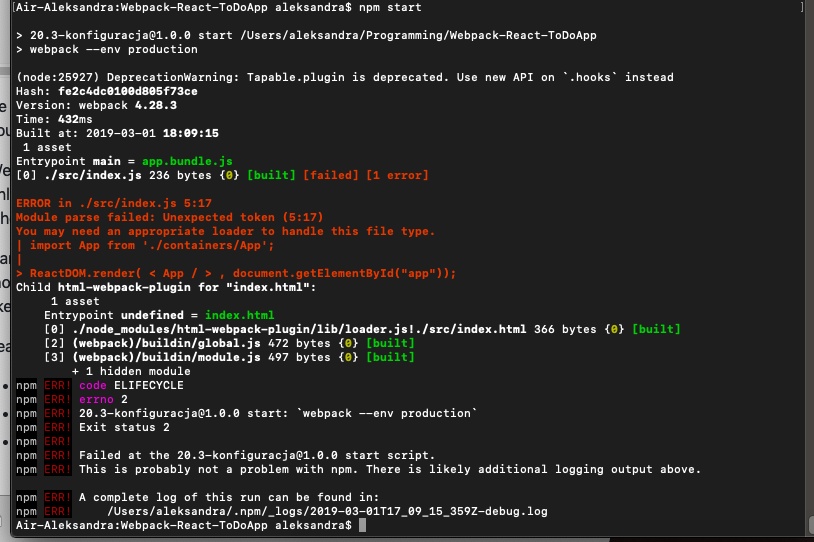 [Air-Aleksandra:Webpack-React-ToDoApp aleksandra$ npm start ]
> 20.3-konfiguracja@1.0.0 start /Users/aleksandra/Programming/Webpack-React-ToDoApp
> webpack --env production
(node:25927) DeprecationWarning: Tapable.plugin is deprecated. Use new API on `.hooks` instead
Hash: fe2c4dc0100d805f73ce
Version: webpack 4.28.3
Time: 432ms
Built at: 2019-03-01 18:09:15
 1 asset
Entrypoint main = app.bundle.js
[0] ./src/index.js 236 bytes {0} [built] [failed] [1 error]
ERROR in ./src/index.js 5:17
Module parse failed: Unexpected token (5:17)
You may need an appropriate loader to handle this file type.
| import App from './containers/App';
|
> ReactDOM.render( < App / > , document.getElementById("app"));
Child html-webpack-plugin for "index.html":
     1 asset
    Entrypoint undefined = index.html
    [0] ./node_modules/html-webpack-plugin/lib/loader.js!./src/index.html 366 bytes {0} [built]
    [2] (webpack)/buildin/global.js 472 bytes {0} [built]
    [3] (webpack)/buildin/module.js 497 bytes {0} [built]
        + 1 hidden module
npm ERR! code ELIFECYCLE
npm ERR! errno 2
npm ERR! 20.3-konfiguracja@1.0.0 start: `webpack --env production`
npm ERR! Exit status 2
npm ERR!
npm ERR! Failed at the 20.3-konfiguracja@1.0.0 start script.
npm ERR! This is probably not a problem with npm. There is likely additional logging output above.
npm ERR! A complete log of this run can be found in:
npm ERR!     /Users/aleksandra/.npm/_logs/2019-03-01T17_09_15_359Z-debug.log
Air-Aleksandra:Webpack-React-ToDoApp aleksandra$